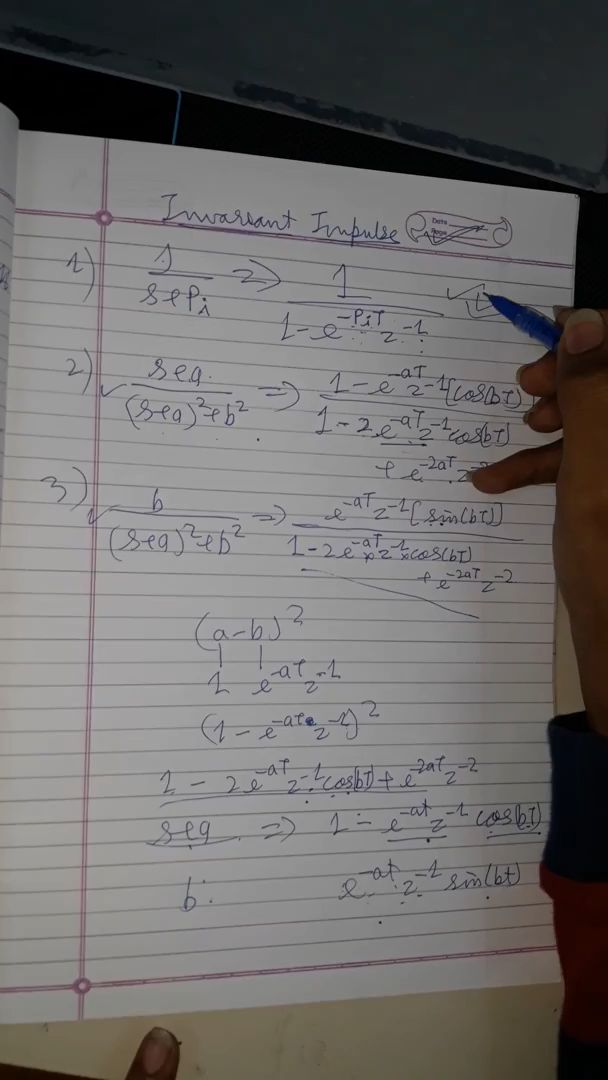 Invariant Impulse
Date
1) 1/(s+Pi) => 1/(1 - e^-PiT z^-1)
2) (s+a)/((s+a)^2+b^2) => (1 - e^-aT z^-1 [cos(bT)])/(1 - 2e^-aT z^-1 cos(bT) + e^-2aT z^-2)
3) b/((s+a)^2+b^2) => (e^-aT z^-1 [sin(bT)])/(1 - 2e^-aT z^-1 cos(bT) + e^-2aT z^-2)
(a-b)^2
1 e^-aT z^-1
(1 - e^-aT z^-1)^2
1 - 2e^-aT z^-1 cos(bT) + e^-2aT z^-2
s+a => 1 - e^-at z^-1 cos(bT)
b: e^-at z^-1 sin(bt)